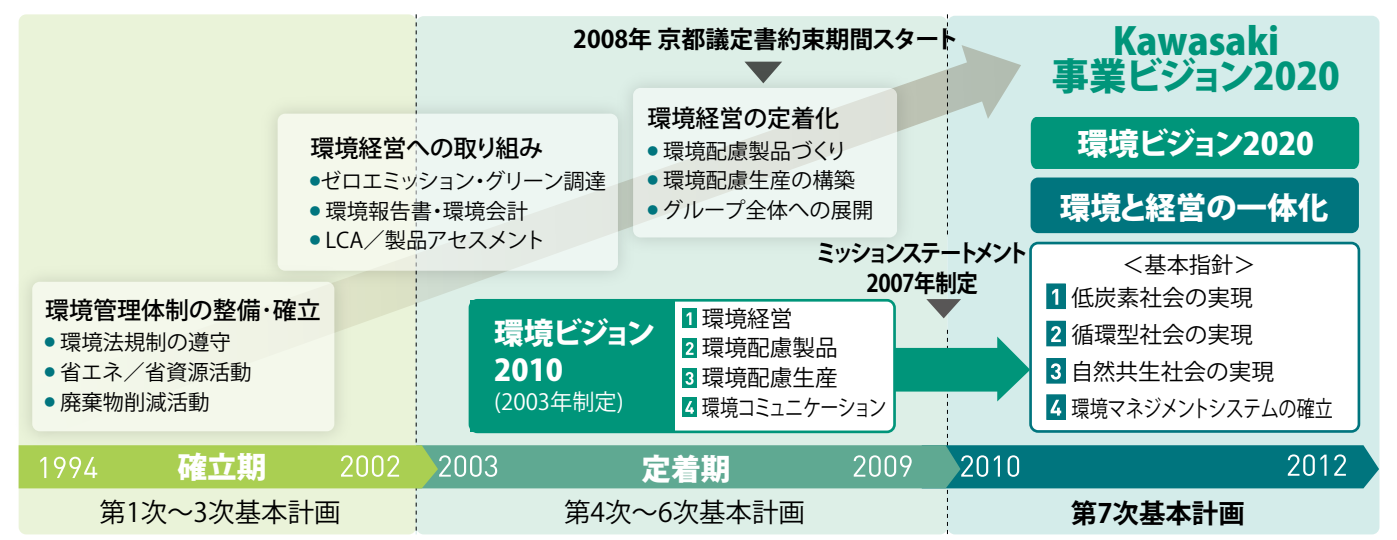 2008年 京都議定書約束期間スタート
Kawasaki
事業ビジョン2020
環境ビジョン2020
環境と経営の一体化
＜基本指針＞
1 低炭素社会の実現
2 循環型社会の実現
3 自然共生社会の実現
4 環境マネジメントシステムの確立
環境経営の定着化
●環境配慮製品づくり
●環境配慮生産の構築
●グループ全体への展開
環境経営への取り組み
●ゼロエミッション・グリーン調達
●環境報告書・環境会計
●LCA／製品アセスメント
ミッションステートメント
2007年制定
環境管理体制の整備・確立
●環境法規制の遵守
●省エネ／省資源活動
●廃棄物削減活動
環境ビジョン
2010
(2003年制定)
1 環境経営
2 環境配慮製品
3 環境配慮生産
4 環境コミュニケーション
1994 確立期 2002 2003 定着期 2009 2010 2012
第1次～3次基本計画 第4次～6次基本計画 第7次基本計画